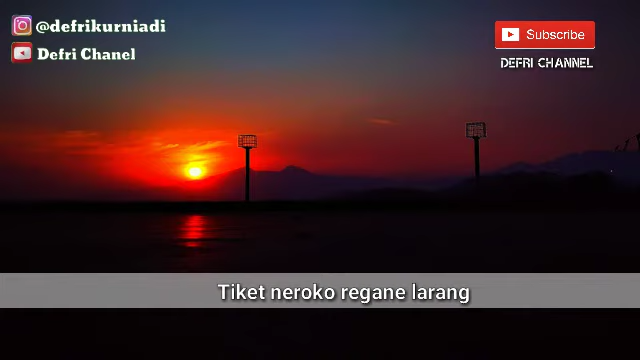 @defrikurniadi
Defri Chanel
Subscribe
DEFRI CHANNEL
Tiket neroko regane larang